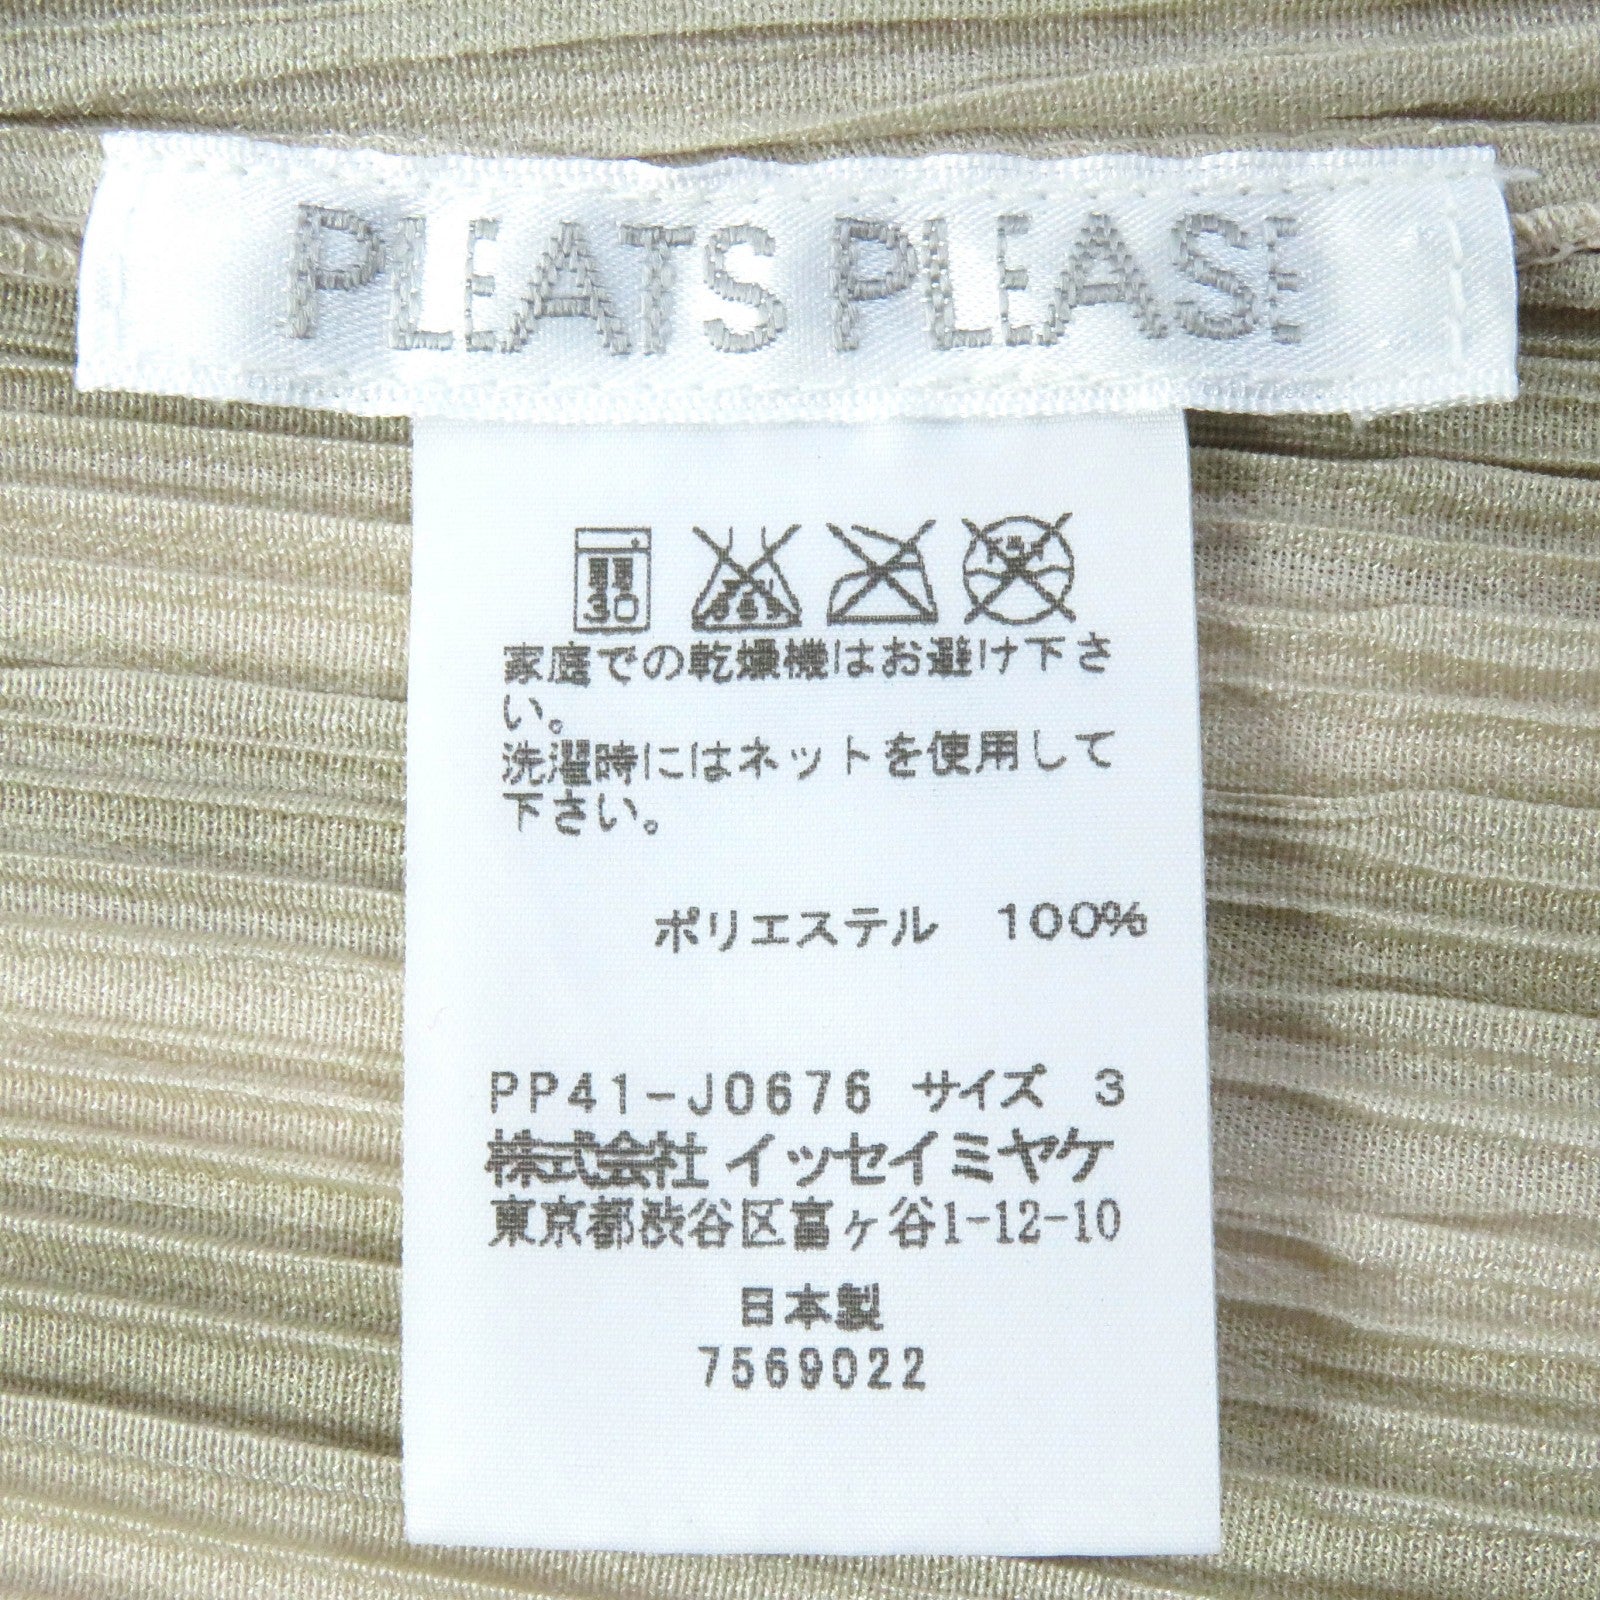 PLEATS PLEASE
30
家庭での乾燥機はお避け下さ
い。
洗濯時にはネットを使用して
下さい。
ポリエステル 100%
PP41-J0676 サイズ 3
株式会社イッセイミヤケ
東京都渋谷区富ヶ谷1-12-10
日本製
7569022